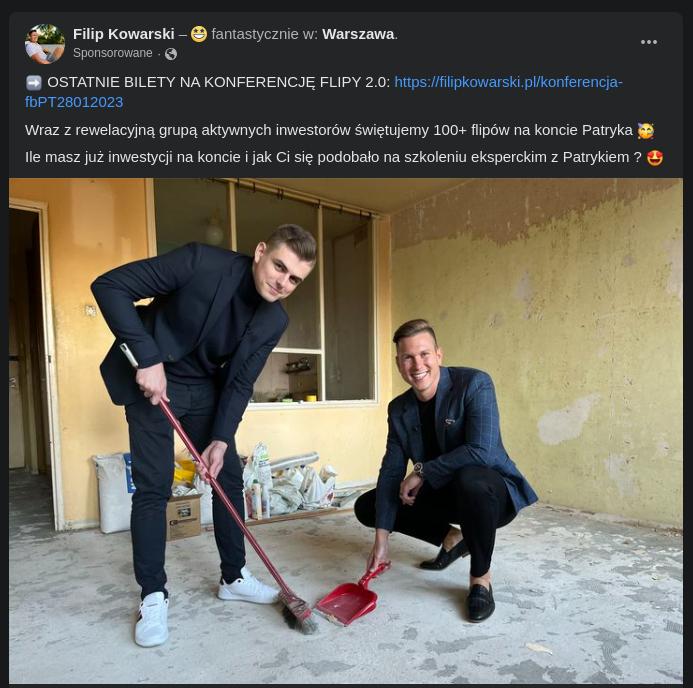 Filip Kowarski – 😁 fantastycznie w: Warszawa.
Sponsorowane ·
➡️ OSTATNIE BILETY NA KONFERENCJĘ FLIPY 2.0: https://filipkowarski.pl/konferencja-
fbPT28012023
Wraz z rewelacyjną grupą aktywnych inwestorów świętujemy 100+ flipów na koncie Patryka 🥳
Ile masz już inwestycji na koncie i jak Ci się podobało na szkoleniu eksperckim z Patrykiem ? 🤩